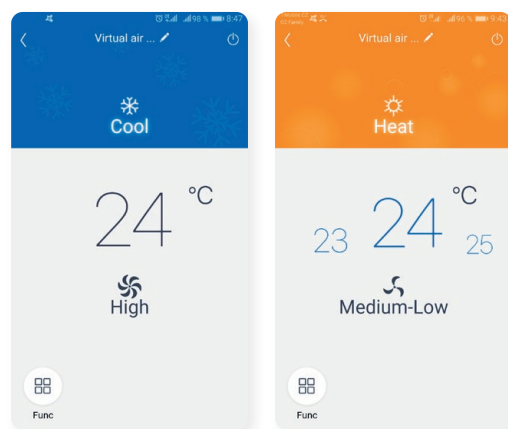 98 % 8:47
Virtual air ...
Cool
24 °C
High
Func
96 % 9:43
Virtual air ...
Heat
23 24 °C 25
Medium-Low
Func